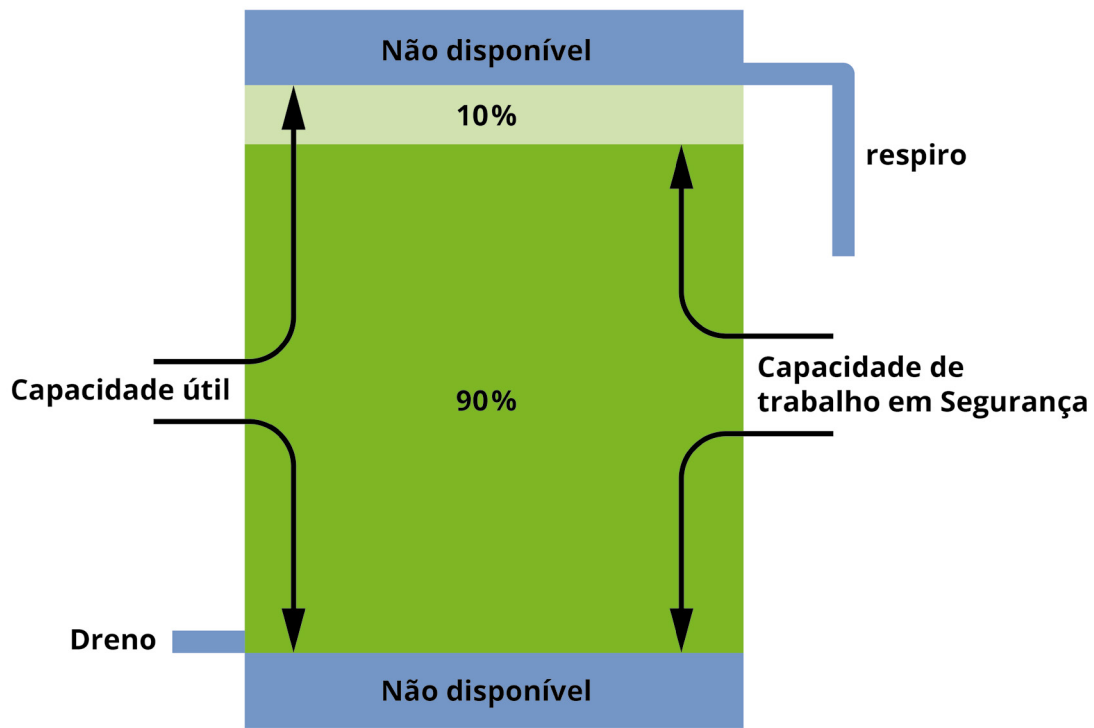 Não disponível
10%
respiro
Capacidade útil
90%
Capacidade de
trabalho em Segurança
Dreno
Não disponível